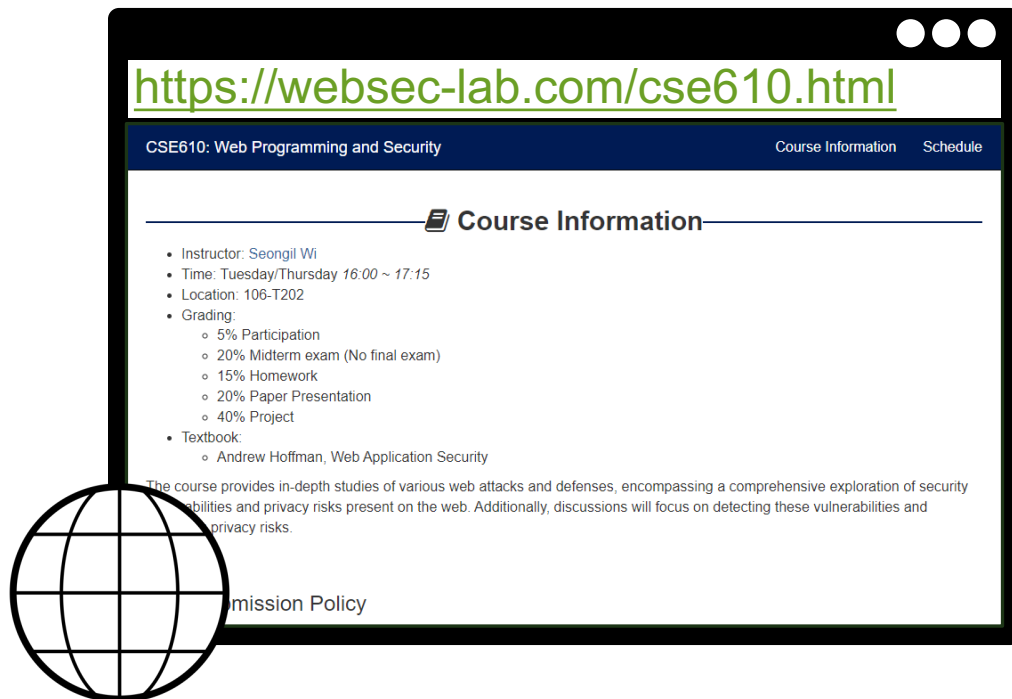 https://websec-lab.com/cse610.html
CSE610: Web Programming and Security Course Information Schedule
Course Information
• Instructor: Seongil Wi
• Time: Tuesday/Thursday 16:00 ~ 17:15
• Location: 106-T202
• Grading:
◦ 5% Participation
◦ 20% Midterm exam (No final exam)
◦ 15% Homework
◦ 20% Paper Presentation
◦ 40% Project
• Textbook:
◦ Andrew Hoffman, Web Application Security
The course provides in-depth studies of various web attacks and defenses, encompassing a comprehensive exploration of security
abilities and privacy risks present on the web. Additionally, discussions will focus on detecting these vulnerabilities and
privacy risks.
mission Policy